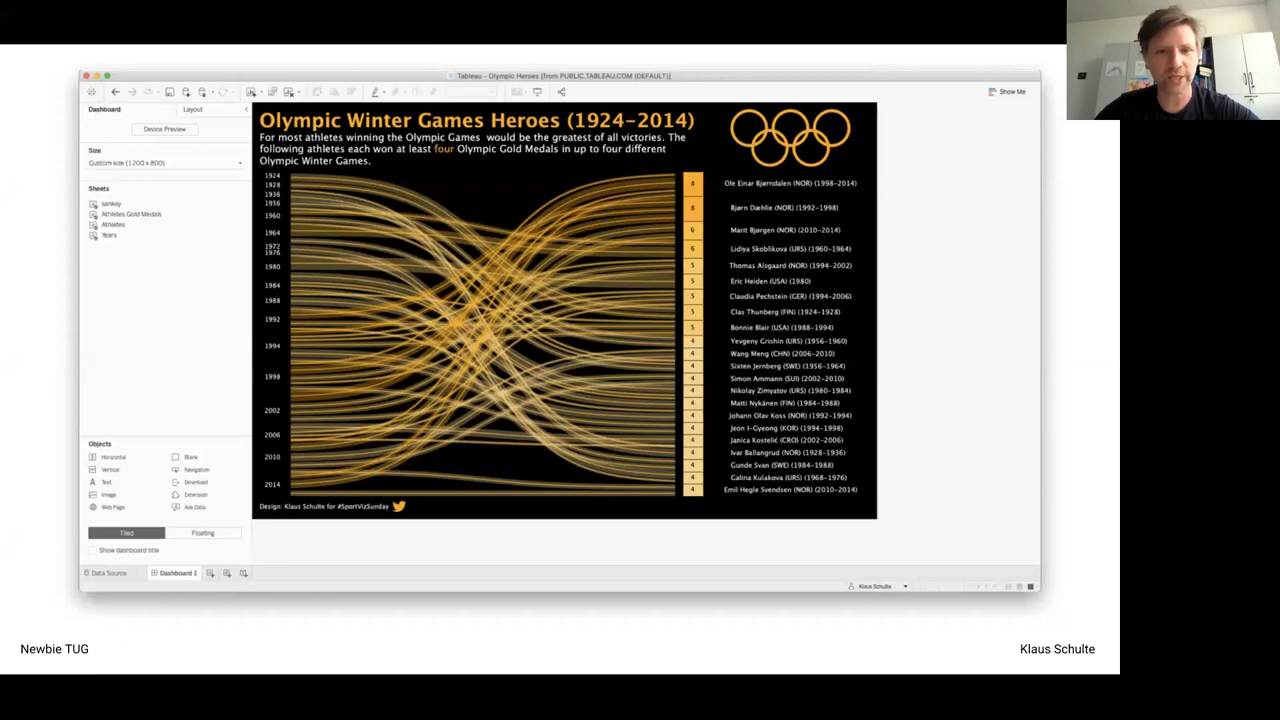 Tableau - Olympic Heroes [from PUBLIC.TABLEAU.COM (DEFAULT)]
Show Me
Dashboard
Layout
Device Preview
Size
Custom size (1200 x 800)
Sheets
sankey
Athletes Gold Medals
Athletes
Years
Objects
Horizontal
Blank
Vertical
Navigation
Text
Download
Image
Extension
Web Page
Ask Data
Tiled
Floating
Show dashboard title
Data Source
Dashboard 1
Klaus Schulte
Olympic Winter Games Heroes (1924-2014)
For most athletes winning the Olympic Games would be the greatest of all victories. The
following athletes each won at least four Olympic Gold Medals in up to four different
Olympic Winter Games.
1924
1928
1936
1956
1960
1964
1972
1976
1980
1984
1988
1992
1994
1998
2002
2006
2010
2014
8 Ole Einar Bjørndalen (NOR) (1998-2014)
8 Bjørn Dæhlie (NOR) (1992-1998)
6 Marit Bjørgen (NOR) (2010-2014)
6 Lidiya Skoblikova (URS) (1960-1964)
5 Thomas Alsgaard (NOR) (1994-2002)
5 Eric Heiden (USA) (1980)
5 Claudia Pechstein (GER) (1994-2006)
5 Clas Thunberg (FIN) (1924-1928)
5 Bonnie Blair (USA) (1988-1994)
4 Yevgeny Grishin (URS) (1956-1960)
4 Wang Meng (CHN) (2006-2010)
4 Sixten Jernberg (SWE) (1956-1964)
4 Simon Ammann (SUI) (2002-2010)
4 Nikolay Zimyatov (URS) (1980-1984)
4 Matti Nykänen (FIN) (1984-1988)
4 Johann Olav Koss (NOR) (1992-1994)
4 Jeon I-Gyeong (KOR) (1994-1998)
4 Janica Kostelić (CRO) (2002-2006)
4 Ivar Ballangrud (NOR) (1928-1936)
4 Gunde Svan (SWE) (1984-1988)
4 Galina Kulakova (URS) (1968-1976)
4 Emil Hegle Svendsen (NOR) (2010-2014)
Design: Klaus Schulte for #SportVizSunday
Newbie TUG
Klaus Schulte